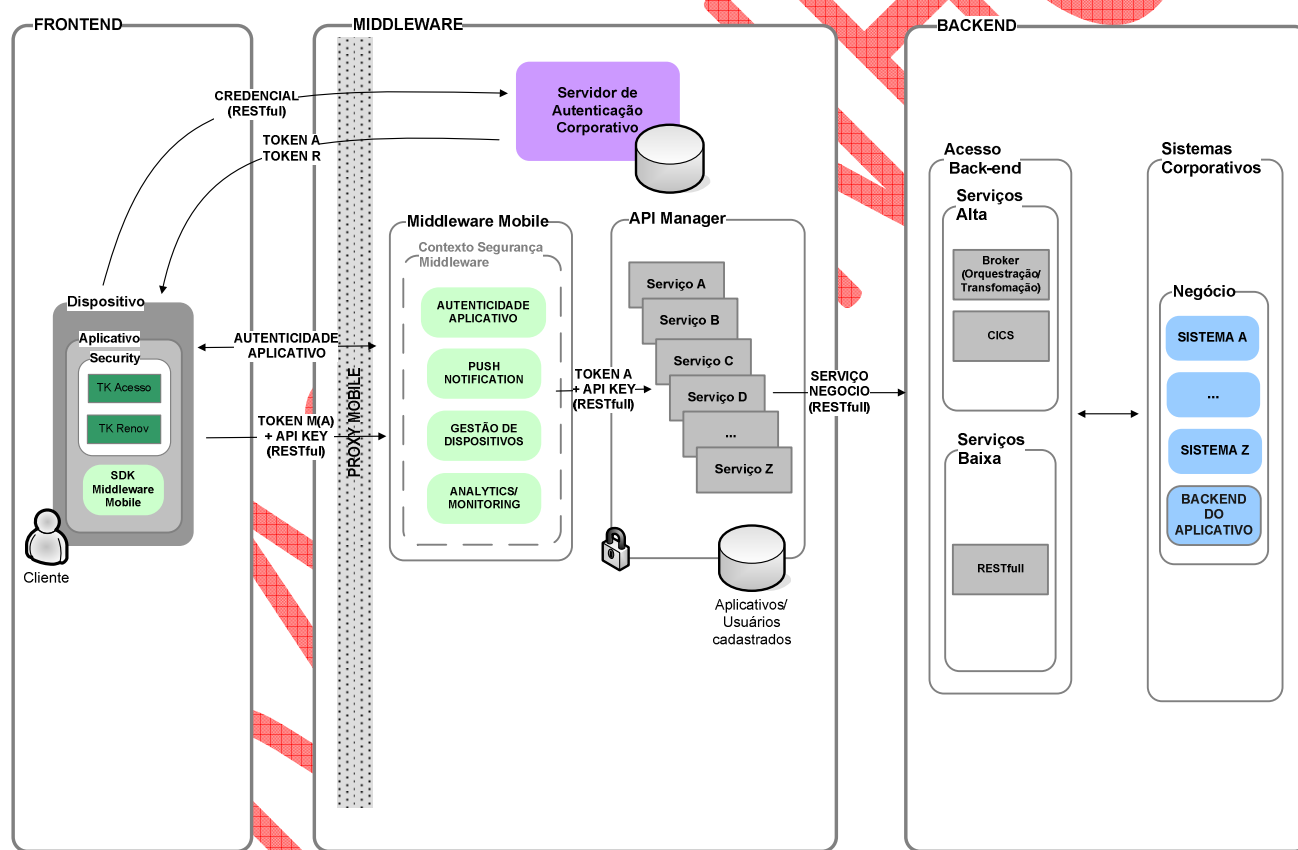 FRONTEND
MIDDLEWARE
BACKEND
CREDENCIAL
(RESTful)
TOKEN A
TOKEN R
Servidor de
Autenticação
Corporativo
Dispositivo
Aplicativo
Security
TK Acesso
TK Renov
SDK
Middleware
Mobile
Cliente
AUTENTICIDADE
APLICATIVO
TOKEN M(A)
+ API KEY
(RESTful)
PROXY MOBILE
Middleware Mobile
Contexto Segurança
Middleware
AUTENTICIDADE
APLICATIVO
PUSH
NOTIFICATION
GESTÃO DE
DISPOSITIVOS
ANALYTICS/
MONITORING
TOKEN A
+ API KEY
(RESTfull)
API Manager
Serviço A
Serviço B
Serviço C
Serviço D
...
Serviço Z
Aplicativos/
Usuários
cadastrados
SERVIÇO
NEGOCIO
(RESTfull)
Acesso
Back-end
Serviços
Alta
Broker
(Orquestração/
Transfomação)
CICS
Serviços
Baixa
RESTfull
Sistemas
Corporativos
Negócio
SISTEMA A
...
SISTEMA Z
BACKEND
DO
APLICATIVO